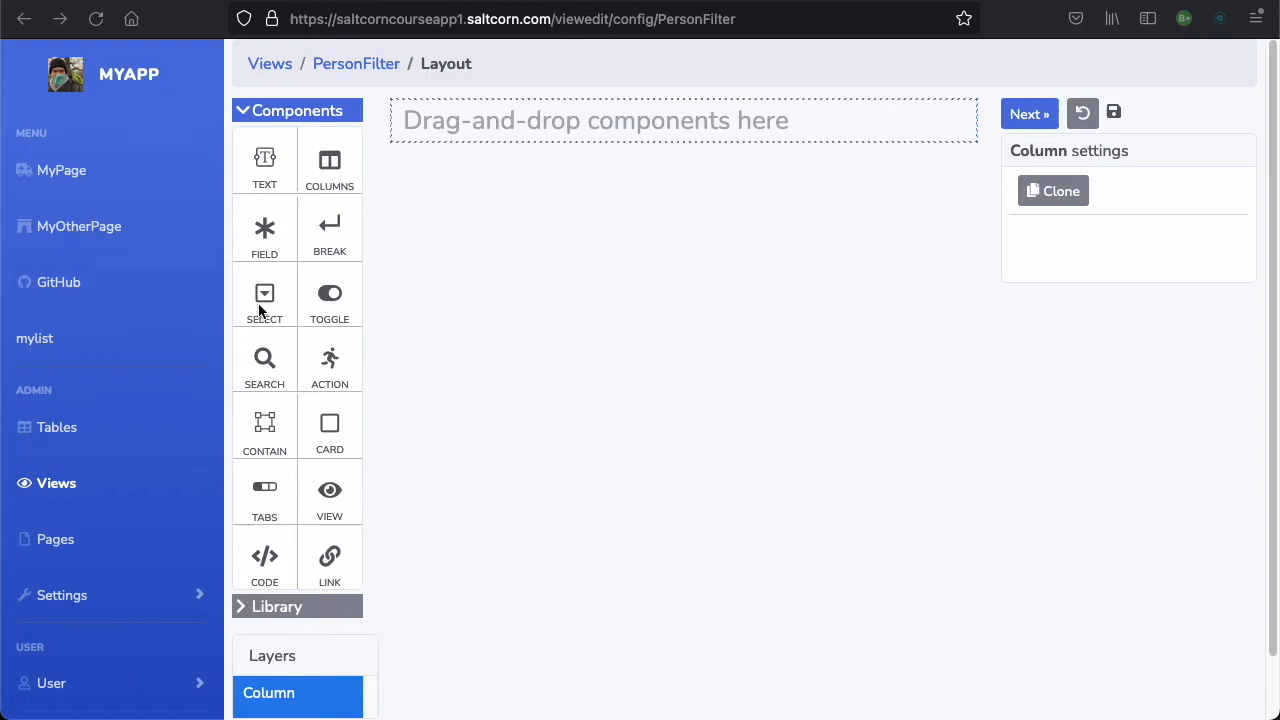 https://saltcorncourseapp1.saltcorn.com/viewedit/config/PersonFilter
B+
MYAPP
MENU
MyPage
MyOtherPage
GitHub
mylist
ADMIN
Tables
Views
Pages
Settings
USER
User
Views / PersonFilter / Layout
Components
TEXT COLUMNS
FIELD BREAK
SELECT TOGGLE
SEARCH ACTION
CONTAIN CARD
TABS VIEW
CODE LINK
Library
Layers
Column
Drag-and-drop components here
Next »
Column settings
Clone